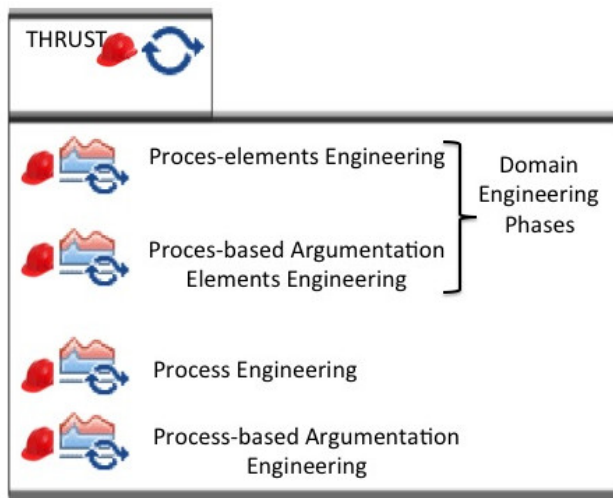 THRUST
Proces-elements Engineering
Domain
Engineering
Phases
Proces-based Argumentation
Elements Engineering
Process Engineering
Process-based Argumentation
Engineering